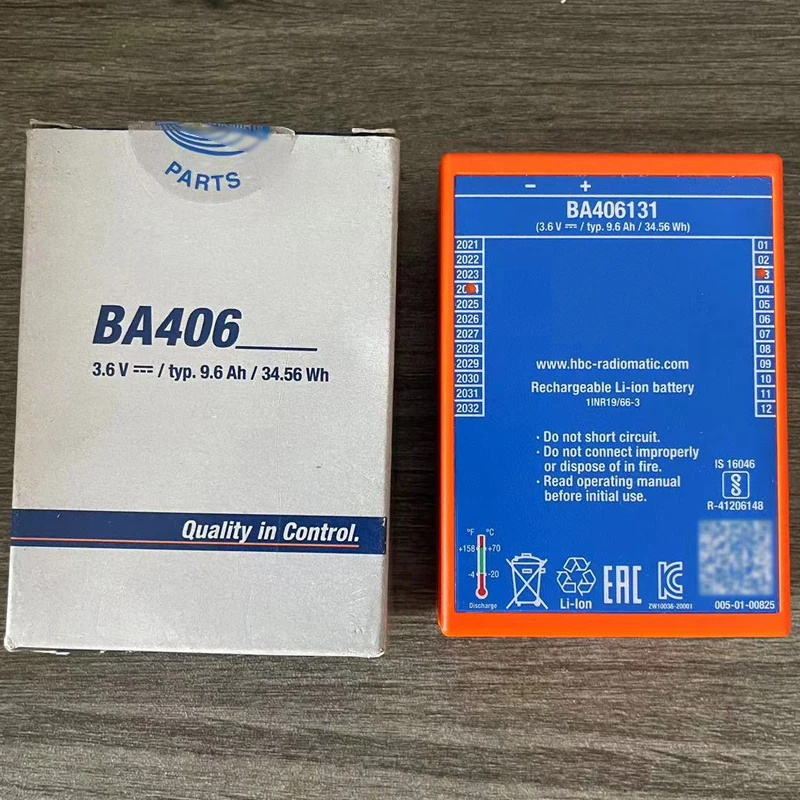 PARTS
BA406____
3.6 V ⎓ / typ. 9.6 Ah / 34.56 Wh
Quality in Control.
- +
BA406131
(3.6 V ⎓ / typ. 9.6 Ah / 34.56 Wh)
2021 01
2022 02
2023
04
2025 05
2026 06
2027 07
2028 08
2029 09
2030 10
2031 11
2032 12
www.hbc-radiomatic.com
Rechargeable Li-ion battery
1INR19/66-3
· Do not short circuit.
· Do not connect improperly
or dispose of in fire.
· Read operating manual
before initial use.
IS 16046
R-41206148
°F °C
+158 +70
-4 -20
Discharge
Li-Ion
EAC
KC
ZW10036-20001
005-01-00825